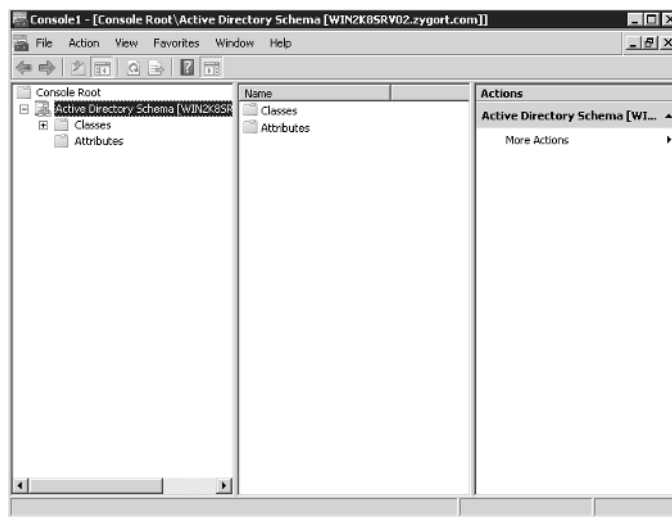 Console1 - [Console Root\Active Directory Schema [WIN2K8SRV02.zygort.com]]
File Action View Favorites Window Help
Console Root
Active Directory Schema [WIN2K8SR
Classes
Attributes
Name
Classes
Attributes
Actions
Active Directory Schema [WI...
More Actions